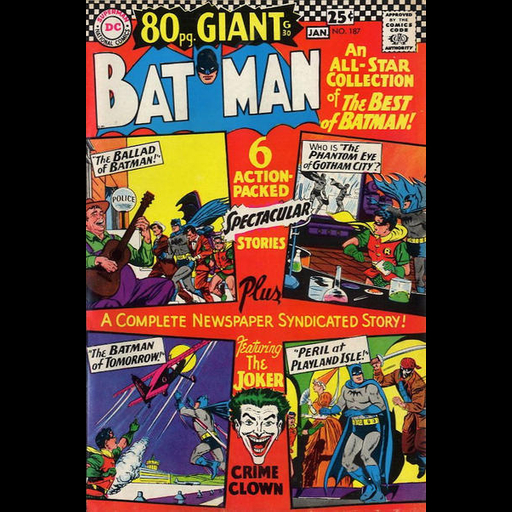 80 pg. GIANT G
30
SUPERMAN
DC
NATIONAL COMICS
25¢
JAN. NO. 187
APPROVED
BY THE
COMICS
CODE
AUTHORITY
BATMAN
An
ALL-STAR
COLLECTION
of THE BEST
of BATMAN!
"The BALLAD
of BATMAN!"
POLICE
6
ACTION-
PACKED
SPECTACULAR
STORIES
WHO IS "The
PHANTOM EYE
of GOTHAM CITY"?
Plus
A COMPLETE NEWSPAPER SYNDICATED STORY!
"The BATMAN
OF TOMORROW!"
Featuring
THE
JOKER
CRIME
CLOWN
"PERIL at
PLAYLAND ISLE!"